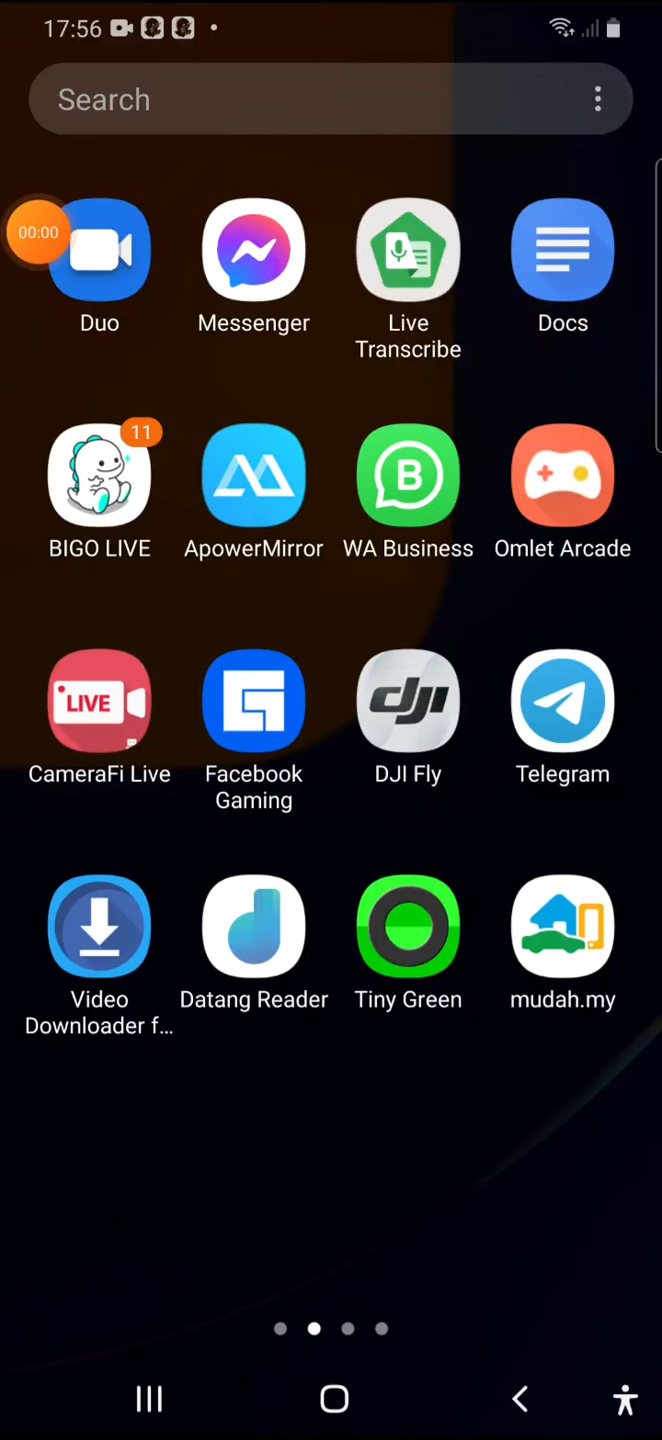 17:56
Search
00:00
Duo
Messenger
Live
Transcribe
Docs
11
BIGO LIVE
ApowerMirror
B
WA Business
Omlet Arcade
LIVE
CameraFi Live
Facebook
Gaming
dji
DJI Fly
Telegram
Video
Downloader f...
Datang Reader
Tiny Green
mudah.my